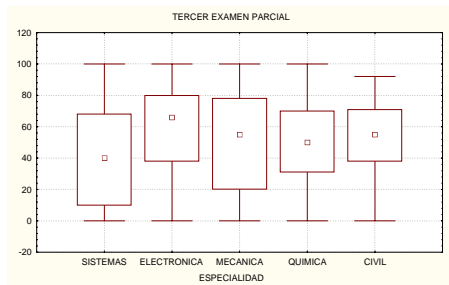 TERCER EXAMEN PARCIAL
120
100
80
60
40
20
0
-20
SISTEMAS ELECTRONICA MECANICA QUIMICA CIVIL
ESPECIALIDAD